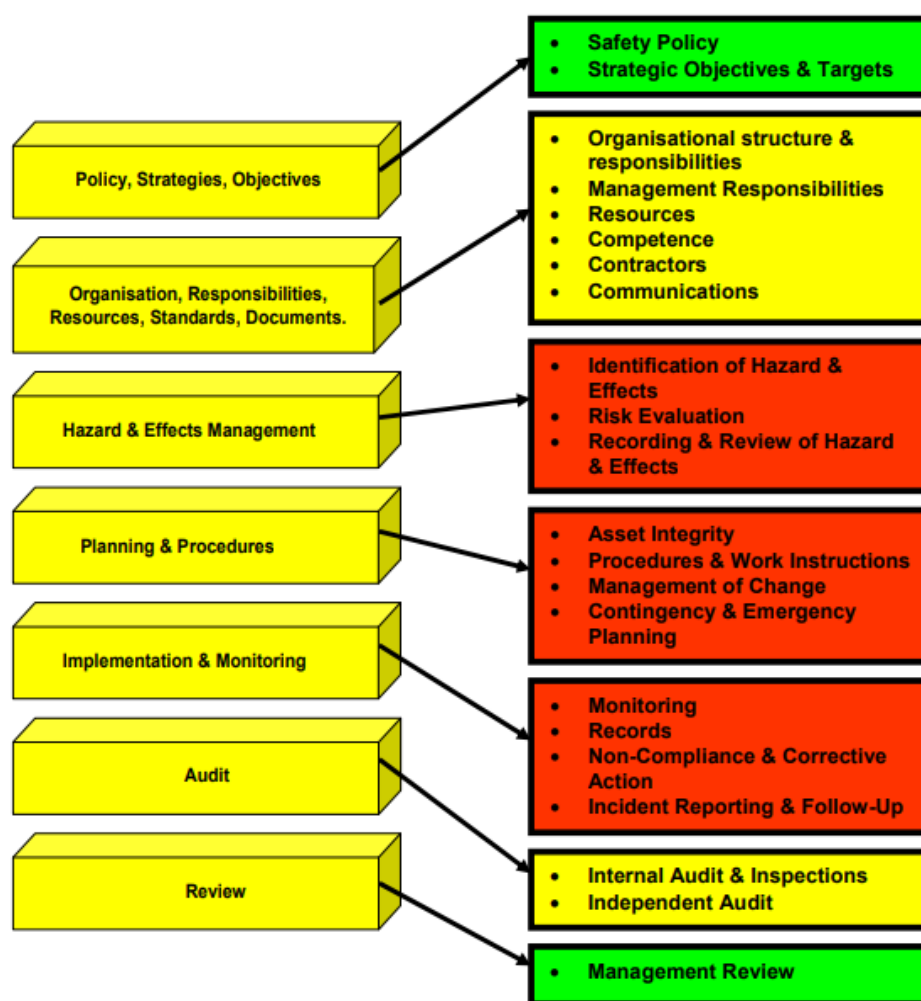 Policy, Strategies, Objectives
Organisation, Responsibilities,
Resources, Standards, Documents.
Hazard & Effects Management
Planning & Procedures
Implementation & Monitoring
Audit
Review
• Safety Policy
• Strategic Objectives & Targets
• Organisational structure &
responsibilities
• Management Responsibilities
• Resources
• Competence
• Contractors
• Communications
• Identification of Hazard &
Effects
• Risk Evaluation
• Recording & Review of Hazard
& Effects
• Asset Integrity
• Procedures & Work Instructions
• Management of Change
• Contingency & Emergency
Planning
• Monitoring
• Records
• Non-Compliance & Corrective
Action
• Incident Reporting & Follow-Up
• Internal Audit & Inspections
• Independent Audit
• Management Review